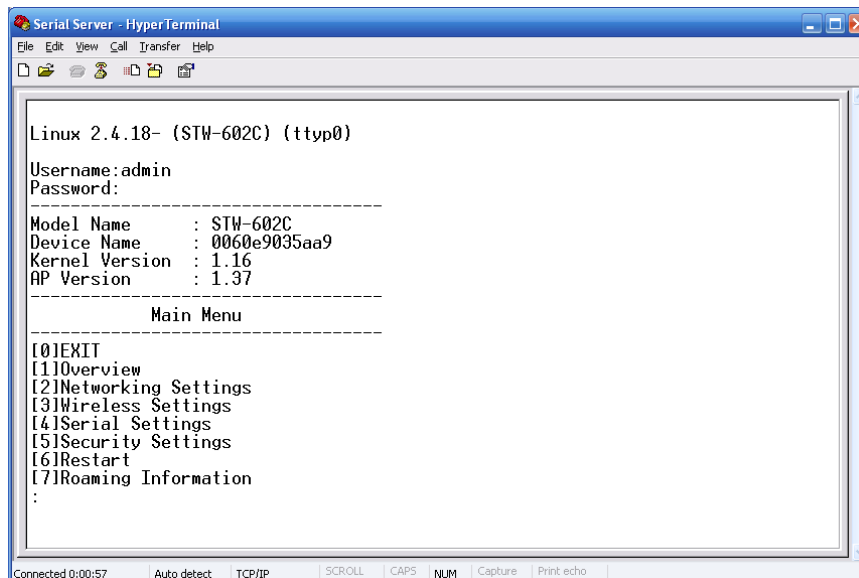 Serial Server - HyperTerminal
File Edit View Call Transfer Help
Linux 2.4.18- (STW-602C) (ttyp0)
Username:admin
Password:
-----------------------------------
Model Name : STW-602C
Device Name : 0060e9035aa9
Kernel Version : 1.16
AP Version : 1.37
-----------------------------------
Main Menu
-----------------------------------
[0]EXIT
[1]Overview
[2]Networking Settings
[3]Wireless Settings
[4]Serial Settings
[5]Security Settings
[6]Restart
[7]Roaming Information
:
Connected 0:00:57 Auto detect TCP/IP SCROLL CAPS NUM Capture Print echo